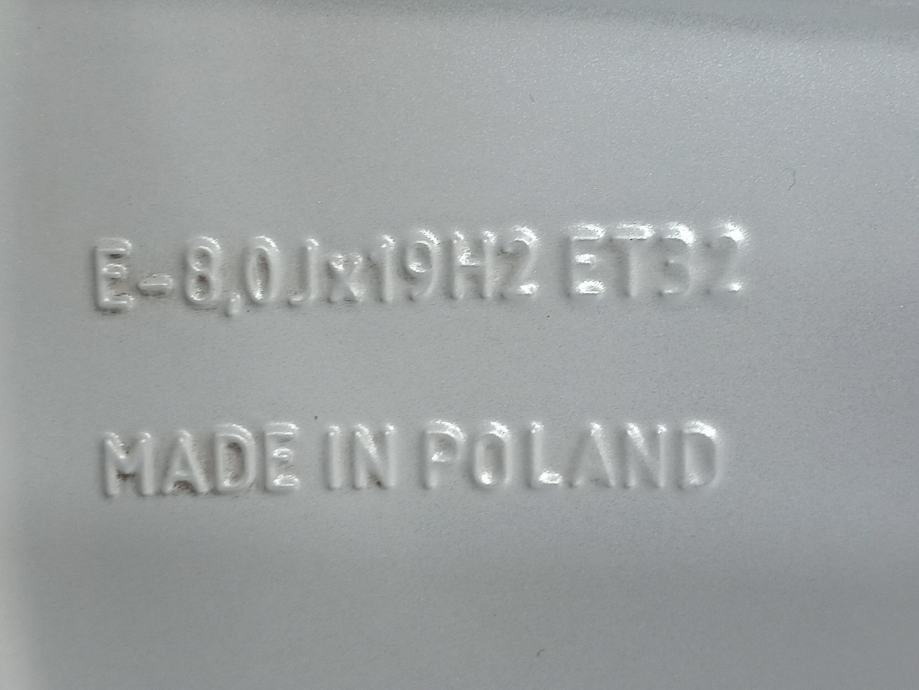 E-8,0Jx19H2 ET32
MADE IN POLAND